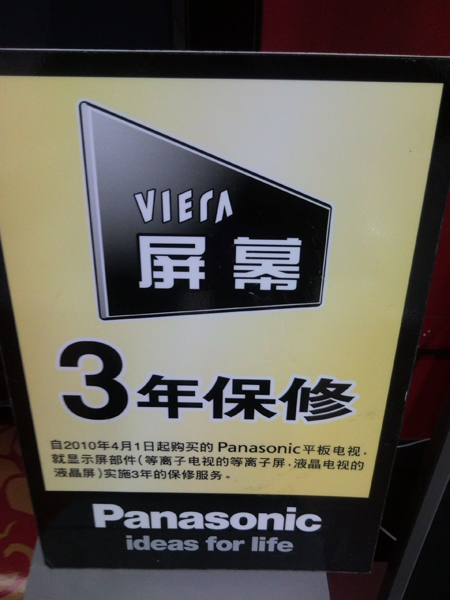 VIERA
屏幕
3年保修
自2010年4月1日起购买的Panasonic平板电视，
就显示屏部件(等离子电视的等离子屏，液晶电视的
液晶屏)实施3年的保修服务。
Panasonic
ideas for life